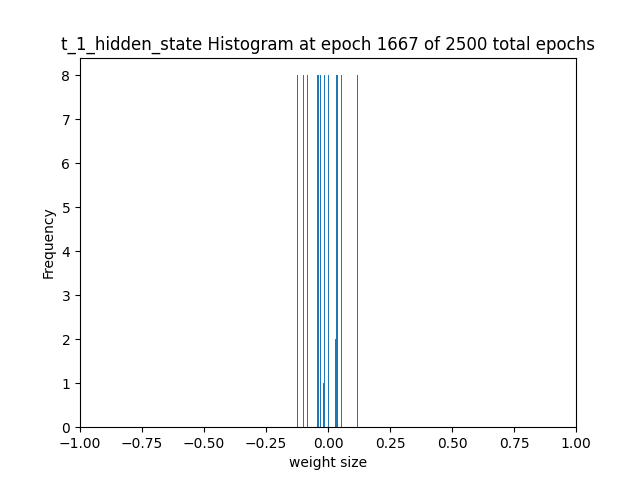 t_1_hidden_state Histogram at epoch 1667 of 2500 total epochs
8
7
6
5
4
3
2
1
0
Frequency
−1.00 −0.75 −0.50 −0.25 0.00 0.25 0.50 0.75 1.00
weight size